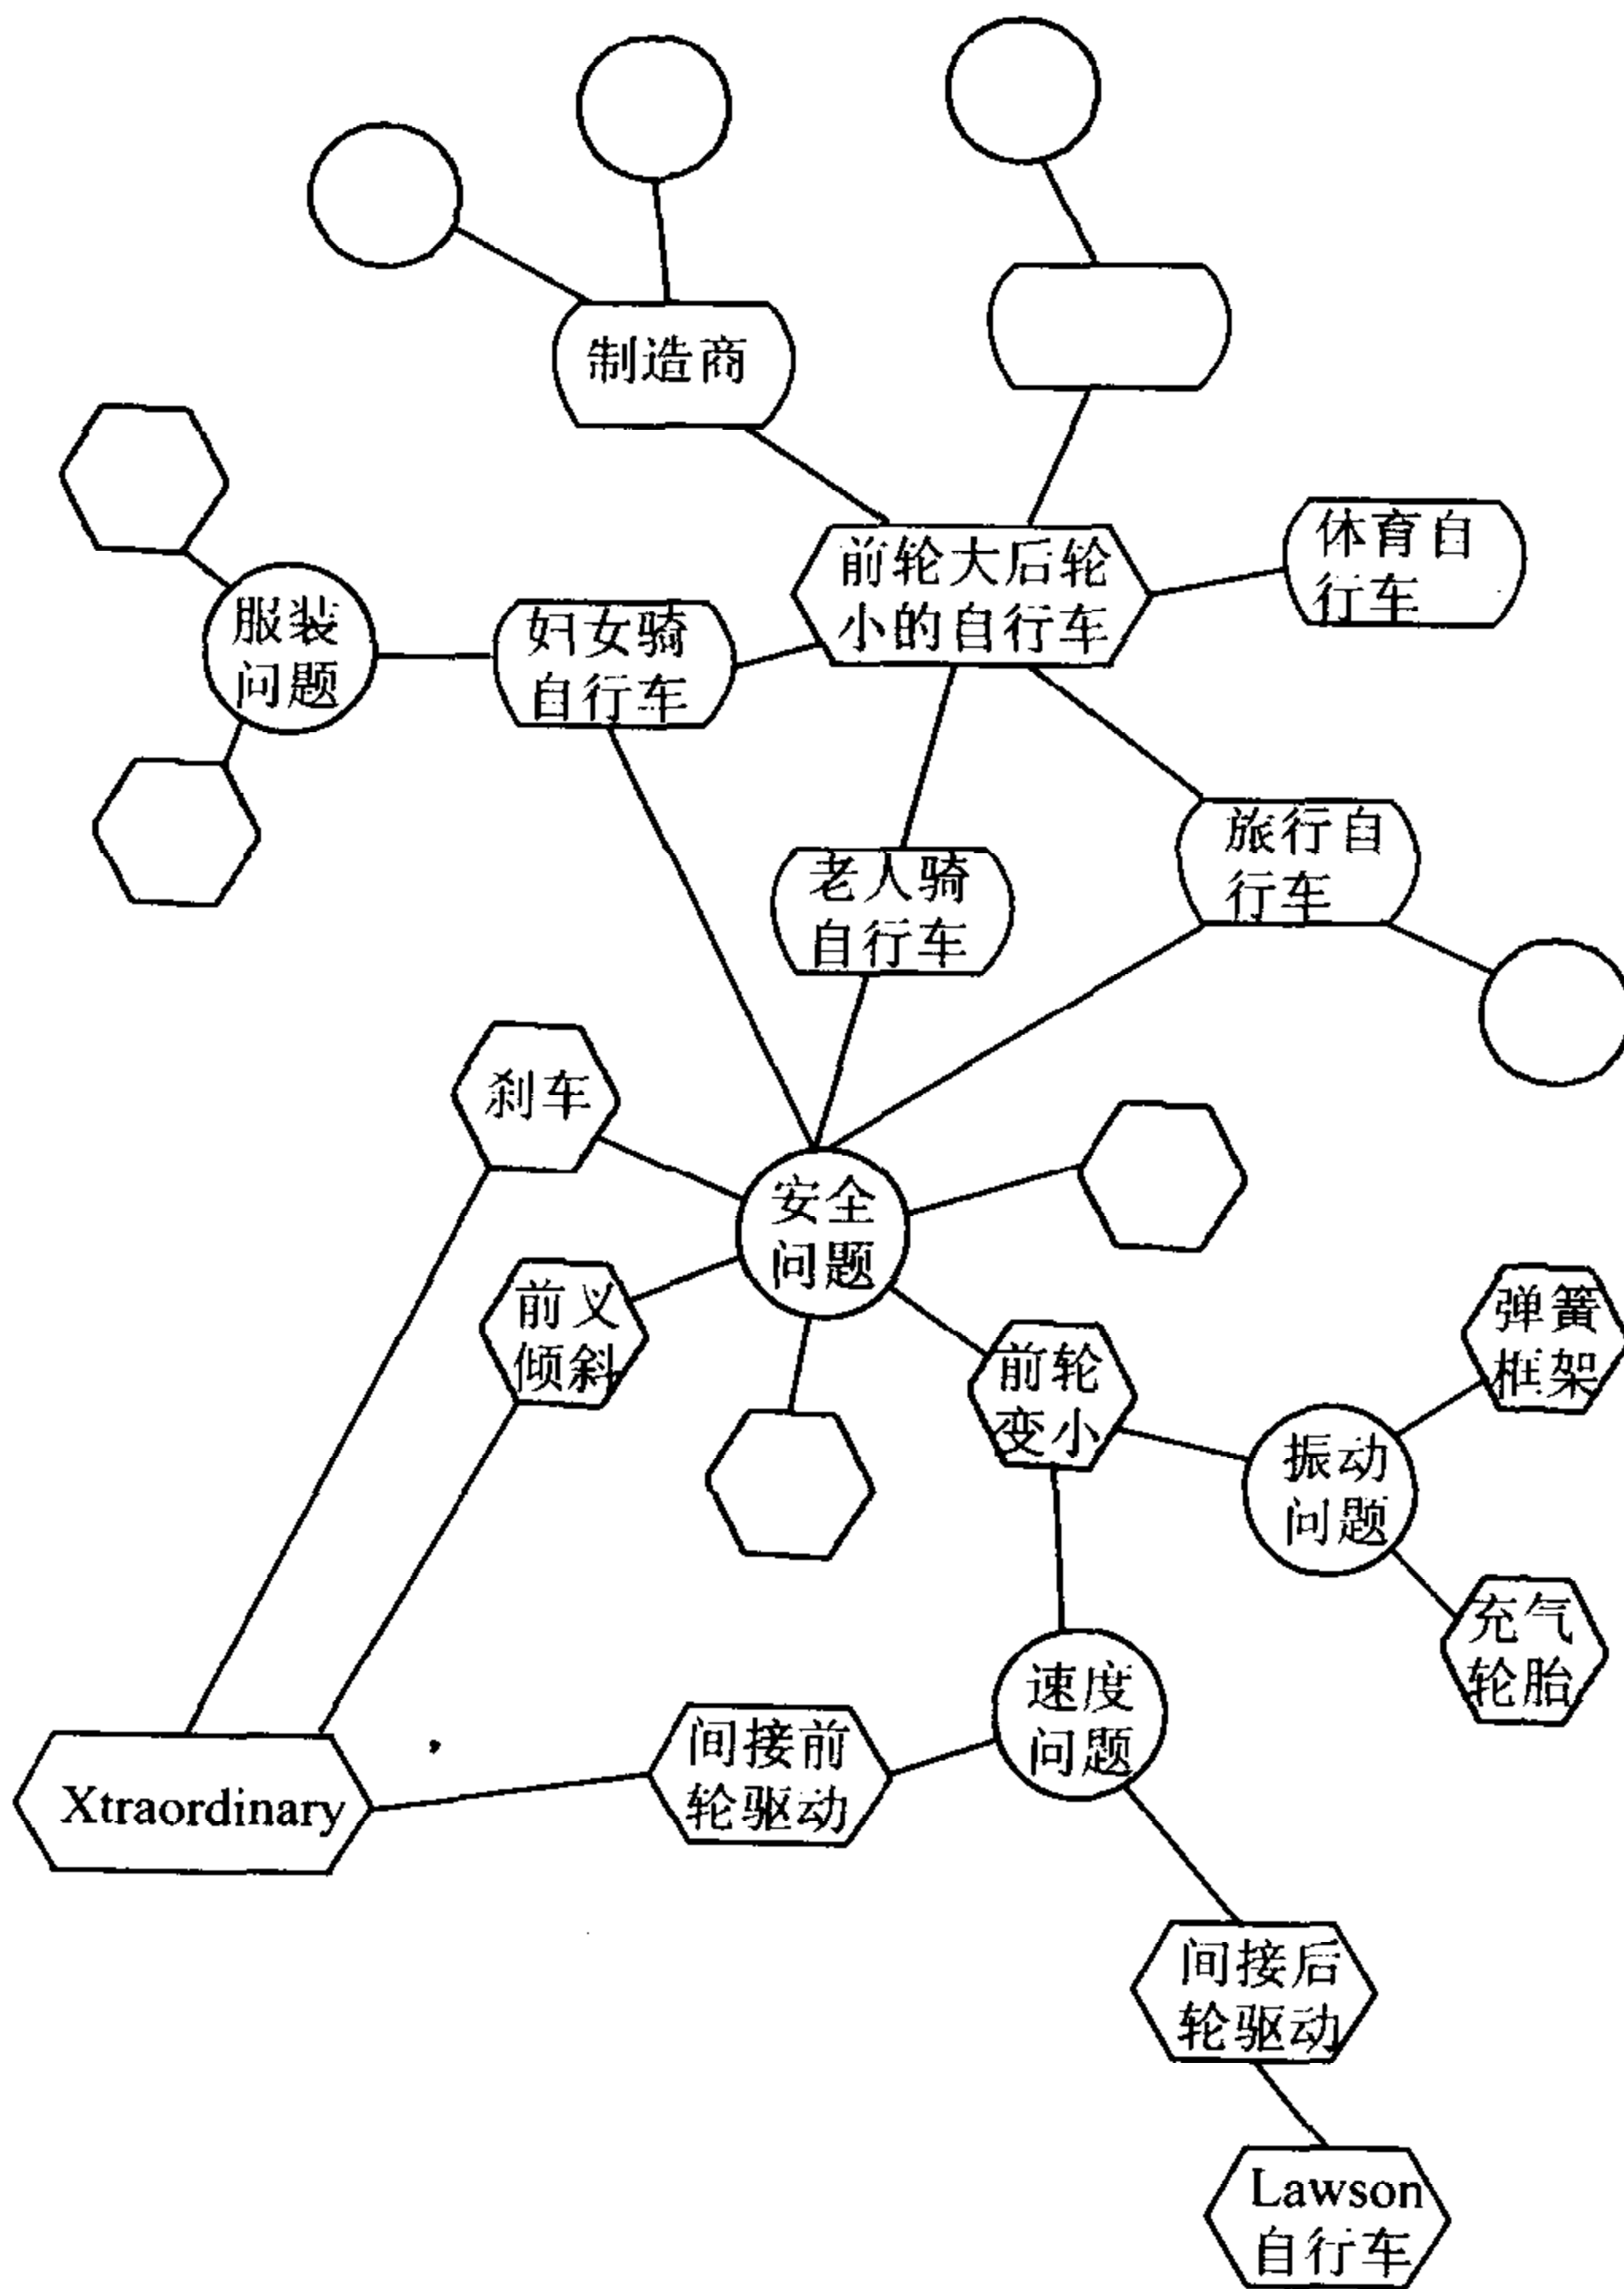 制造商
前轮大后轮
小的自行车
体育自
行车
服装
问题
妇女骑
自行车
老人骑
自行车
旅行自
行车
刹车
安全
问题
前义
倾斜
前轮
变小
弹簧
框架
振动
问题
充气
轮胎
速度
问题
间接前
轮驱动
Xtraordinary
间接后
轮驱动
Lawson
自行车